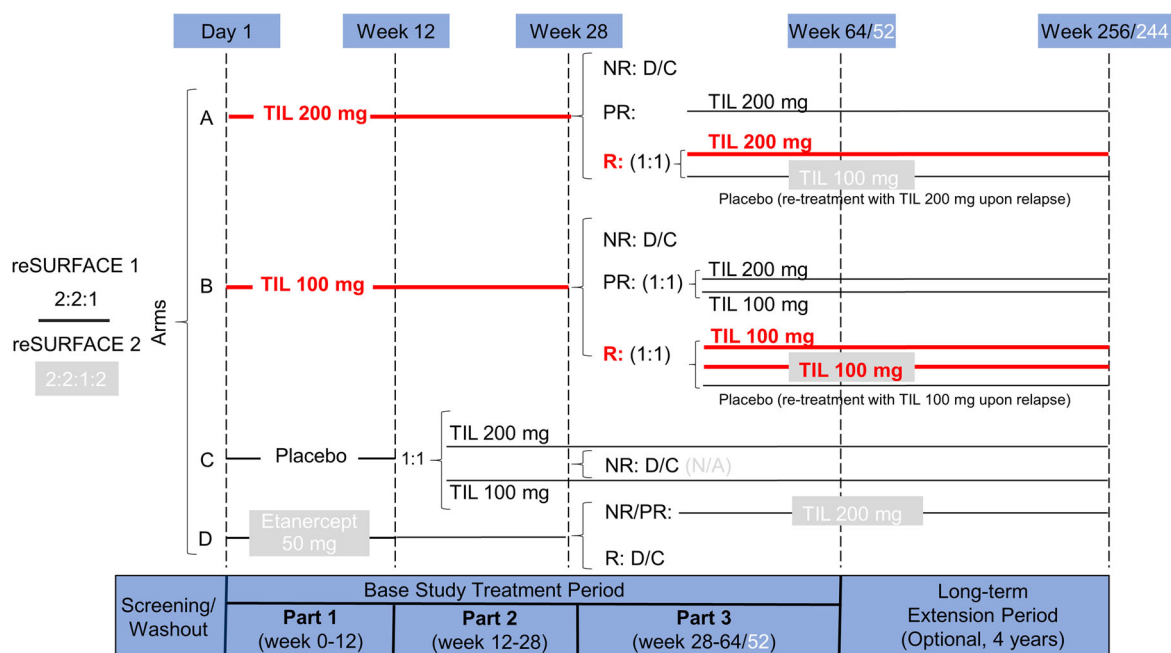 Day 1
Week 12
Week 28
Week 64/52
Week 256/244
reSURFACE 1
2:2:1
reSURFACE 2
2:2:1:2
Arms
A
TIL 200 mg
NR: D/C
PR:
TIL 200 mg
R: (1:1)
TIL 200 mg
TIL 100 mg
Placebo (re-treatment with TIL 200 mg upon relapse)
B
TIL 100 mg
NR: D/C
PR: (1:1)
TIL 200 mg
TIL 100 mg
R: (1:1)
TIL 100 mg
TIL 100 mg
Placebo (re-treatment with TIL 100 mg upon relapse)
C
Placebo
1:1
TIL 200 mg
NR: D/C (N/A)
TIL 100 mg
D
Etanercept
50 mg
NR/PR:
TIL 200 mg
R: D/C
Screening/
Washout
Base Study Treatment Period
Part 1
(week 0-12)
Part 2
(week 12-28)
Part 3
(week 28-64/52)
Long-term
Extension Period
(Optional, 4 years)